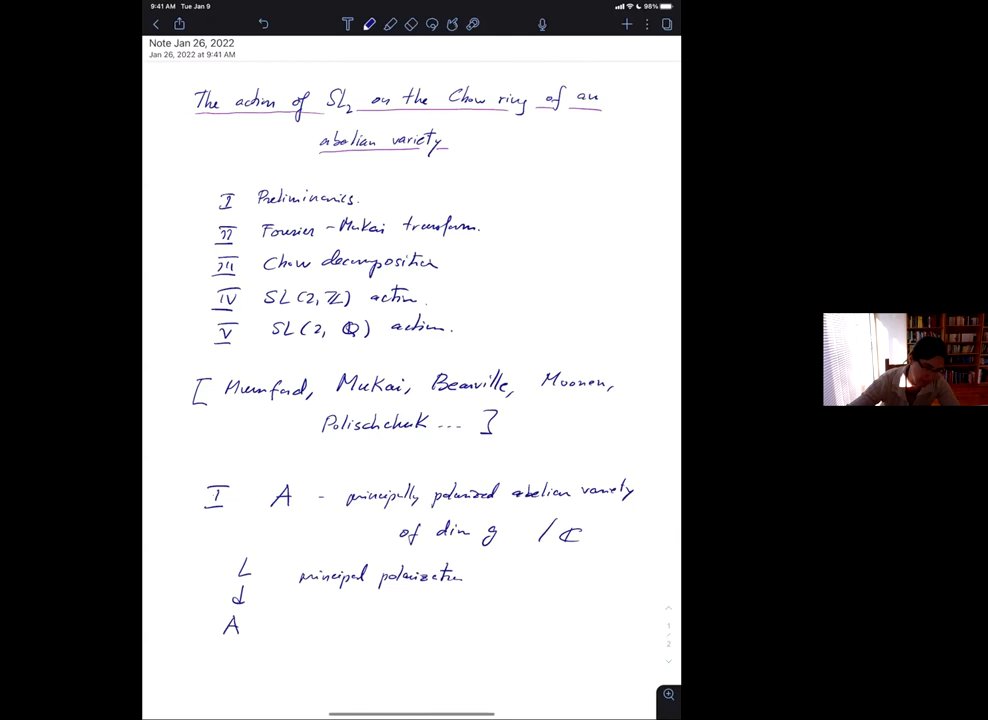 9:41 AM Tue Jan 9
98%
Note Jan 26, 2022
Jan 26, 2022 at 9:41 AM
The action of SL₂ on the Chow ring of an
abelian variety
I Preliminaries.
II Fourier - Mukai transform.
III Chow decomposition
IV SL(2, ℤ) action.
V SL(2, ℚ) action.
[ Mumford, Mukai, Beauville, Moonen,
Polischchuk ... ]
I A - principally polarized abelian variety
of dim g / ℂ
L principal polarization
↓
A
1
/
2